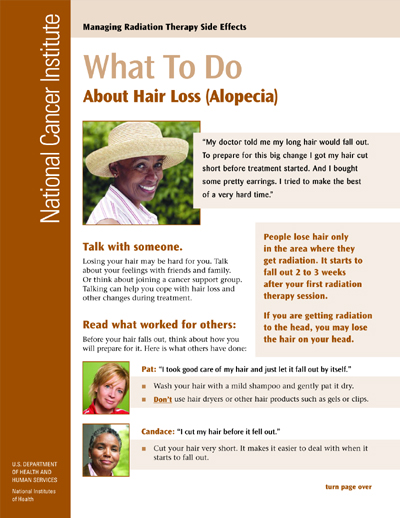 National Cancer Institute
Managing Radiation Therapy Side Effects
What To Do
About Hair Loss (Alopecia)
"My doctor told me my long hair would fall out.
To prepare for this big change I got my hair cut
short before treatment started. And I bought
some pretty earrings. I tried to make the best
of a very hard time."
Talk with someone.
Losing your hair may be hard for you. Talk
about your feelings with friends and family.
Or think about joining a cancer support group.
Talking can help you cope with hair loss and
other changes during treatment.
People lose hair only
in the area where they
get radiation. It starts to
fall out 2 to 3 weeks
after your first radiation
therapy session.
If you are getting radiation
to the head, you may lose
the hair on your head.
Read what worked for others:
Before your hair falls out, think about how you
will prepare for it. Here is what others have done:
Pat: "I took good care of my hair and just let it fall out by itself."
■ Wash your hair with a mild shampoo and gently pat it dry.
■ Don't use hair dryers or other hair products such as gels or clips.
Candace: "I cut my hair before it fell out."
■ Cut your hair very short. It makes it easier to deal with when it
starts to fall out.
U.S. DEPARTMENT
OF HEALTH AND
HUMAN SERVICES
National Institutes
of Health
turn page over